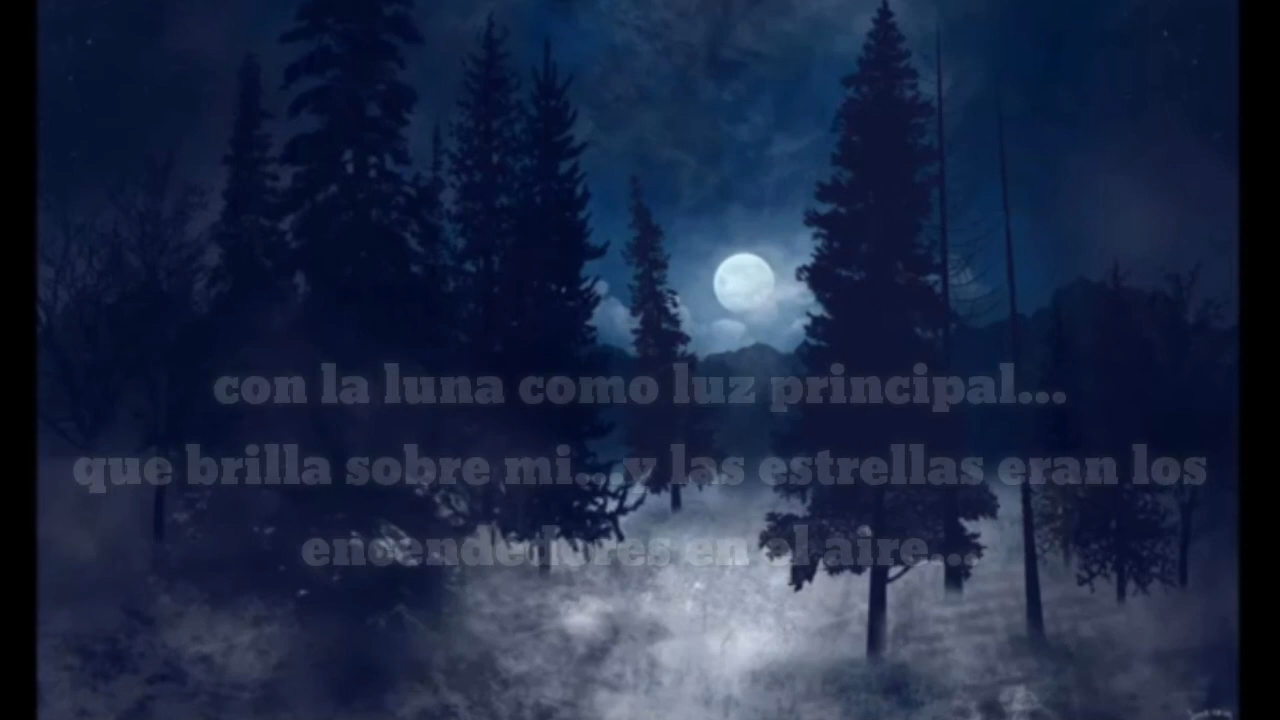 con la luna como luz principal...
que brilla sobre mi... y las estrellas eran los
encendedores en el aire...